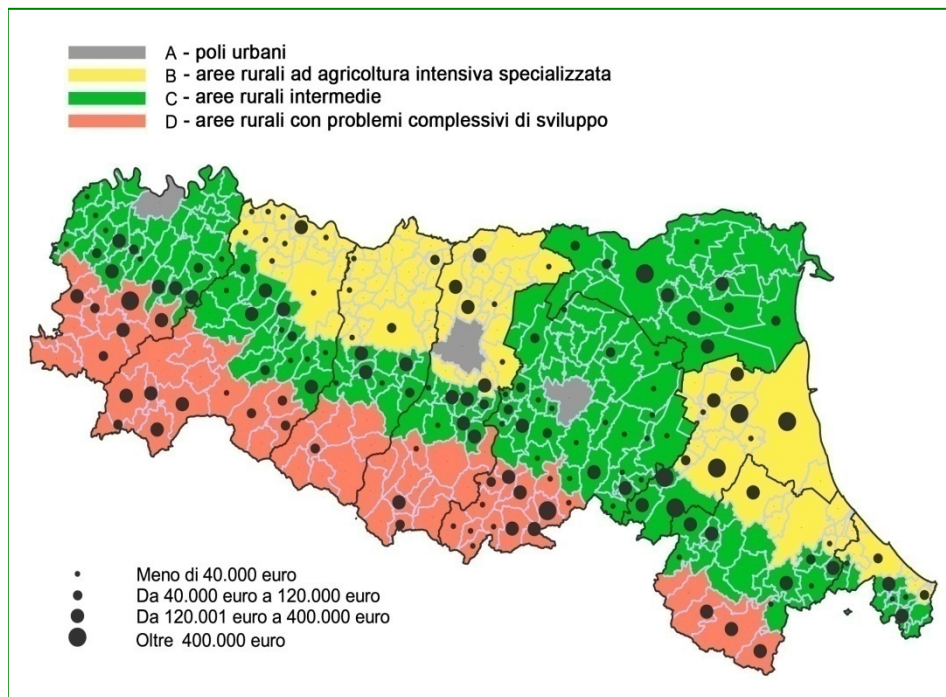 A - poli urbani
B - aree rurali ad agricoltura intensiva specializzata
C - aree rurali intermedie
D - aree rurali con problemi complessivi di sviluppo
Meno di 40.000 euro
Da 40.000 euro a 120.000 euro
Da 120.001 euro a 400.000 euro
Oltre 400.000 euro